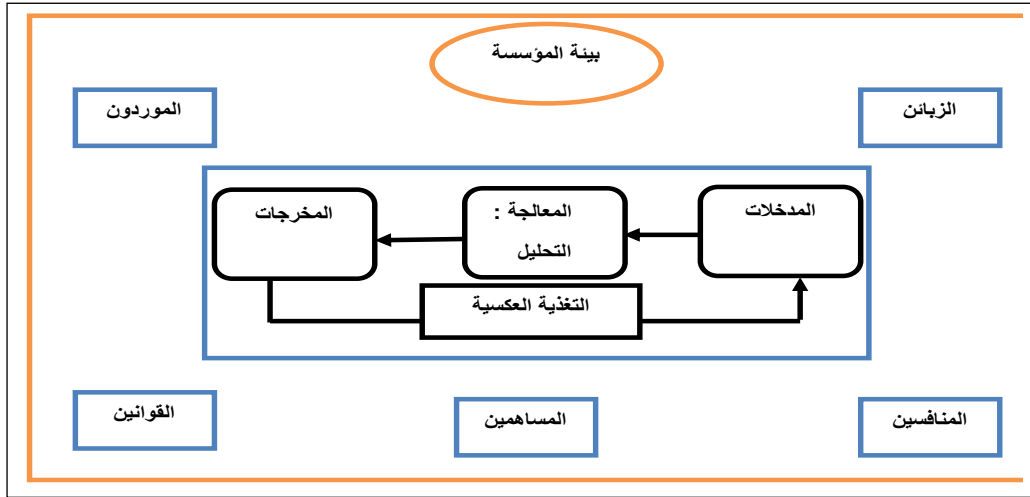 بيئة المؤسسة
الزبائن
الموردون
المدخلات
المعالجة :
التحليل
المخرجات
التغذية العكسية
المنافسين
المساهمين
القوانين